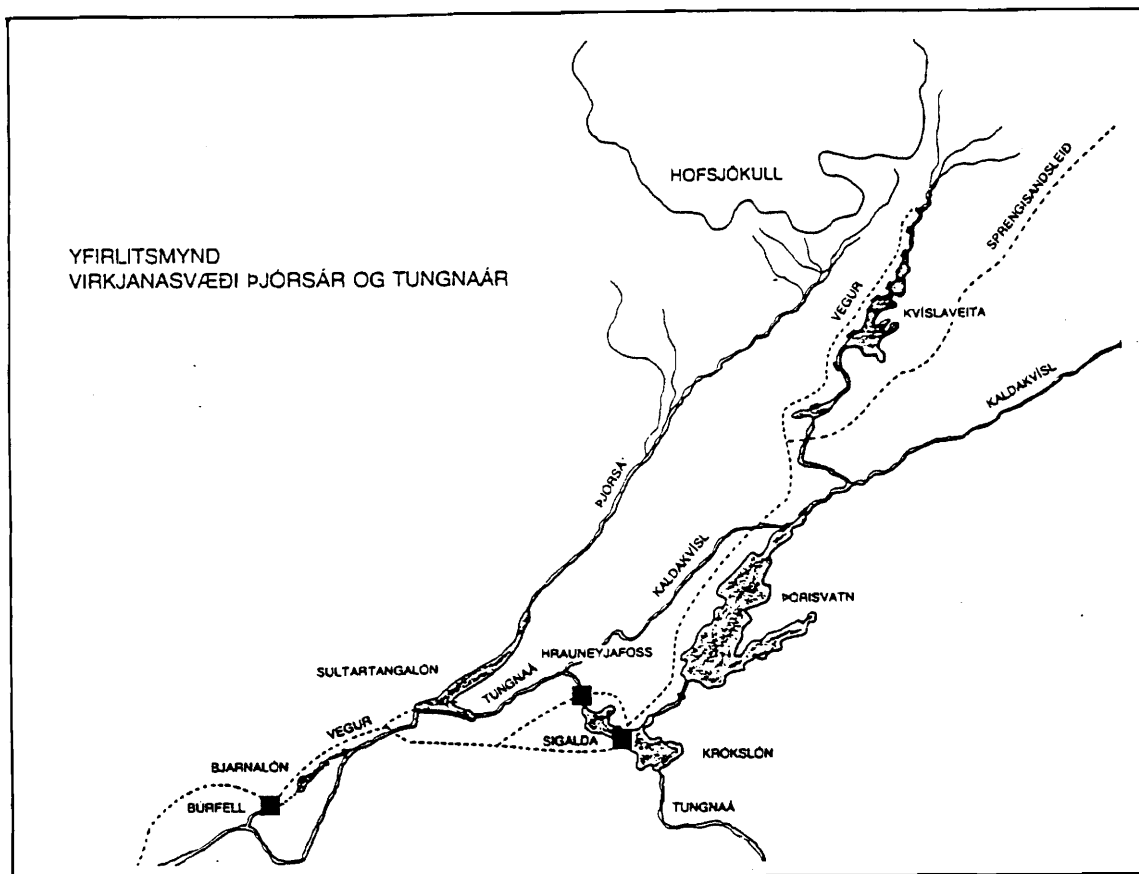 HOFSJÖKULL
YFIRLITSMYND
VIRKJANASVÆÐI ÞJÓRSÁR OG TUNGNAÁR
SPRENGISANDSLEIÐ
VEGUR
KVÍSLAVEITA
KALDAKVÍSL
ÞJÓRSÁ
KALDAKVÍSL
ÞÓRISVATN
HRAUNEYJAFOSS
SULTARTANGALÓN
TUNGNAÁ
VEGUR
SIGALDA
KRÓKSLÓN
BJARNALÓN
BÚRFELL
TUNGNAÁ